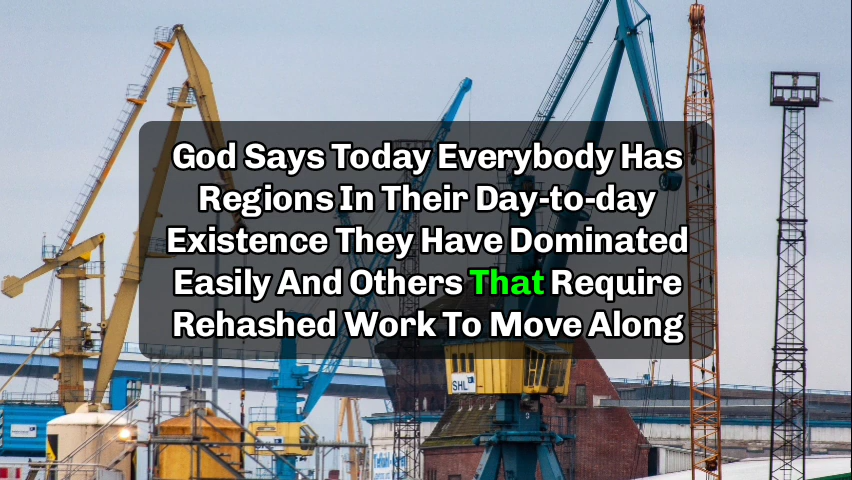 God Says Today Everybody Has
Regions In Their Day-to-day
Existence They Have Dominated
Easily And Others That Require
Rehashed Work To Move Along
SHL